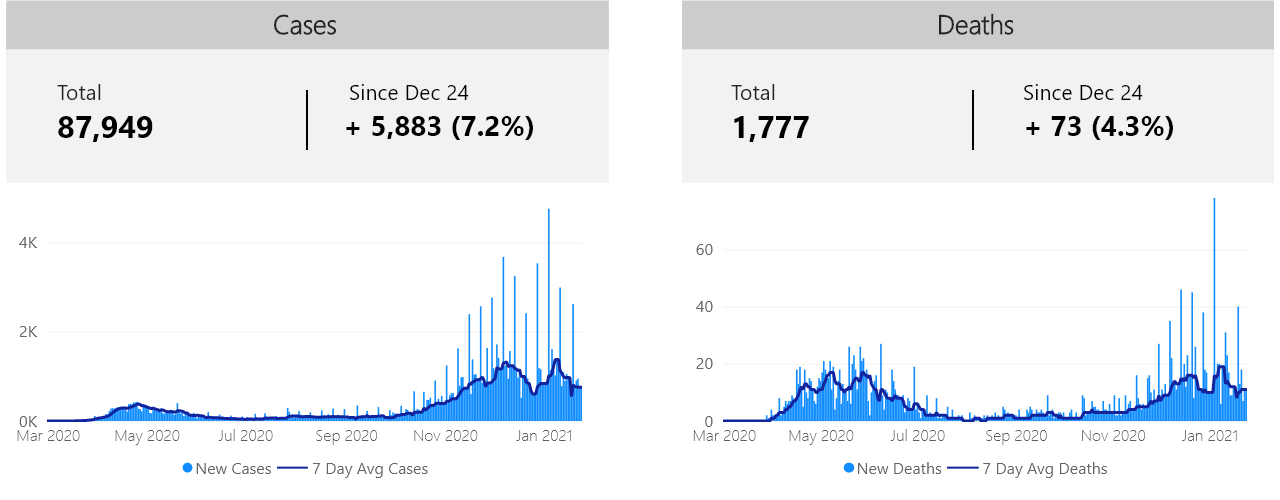 Cases
Total
87,949
Since Dec 24
+ 5,883 (7.2%)
4K
2K
0K
Mar 2020 May 2020 Jul 2020 Sep 2020 Nov 2020 Jan 2021
New Cases 7 Day Avg Cases
Deaths
Total
1,777
Since Dec 24
+ 73 (4.3%)
60
40
20
0
Mar 2020 May 2020 Jul 2020 Sep 2020 Nov 2020 Jan 2021
New Deaths 7 Day Avg Deaths